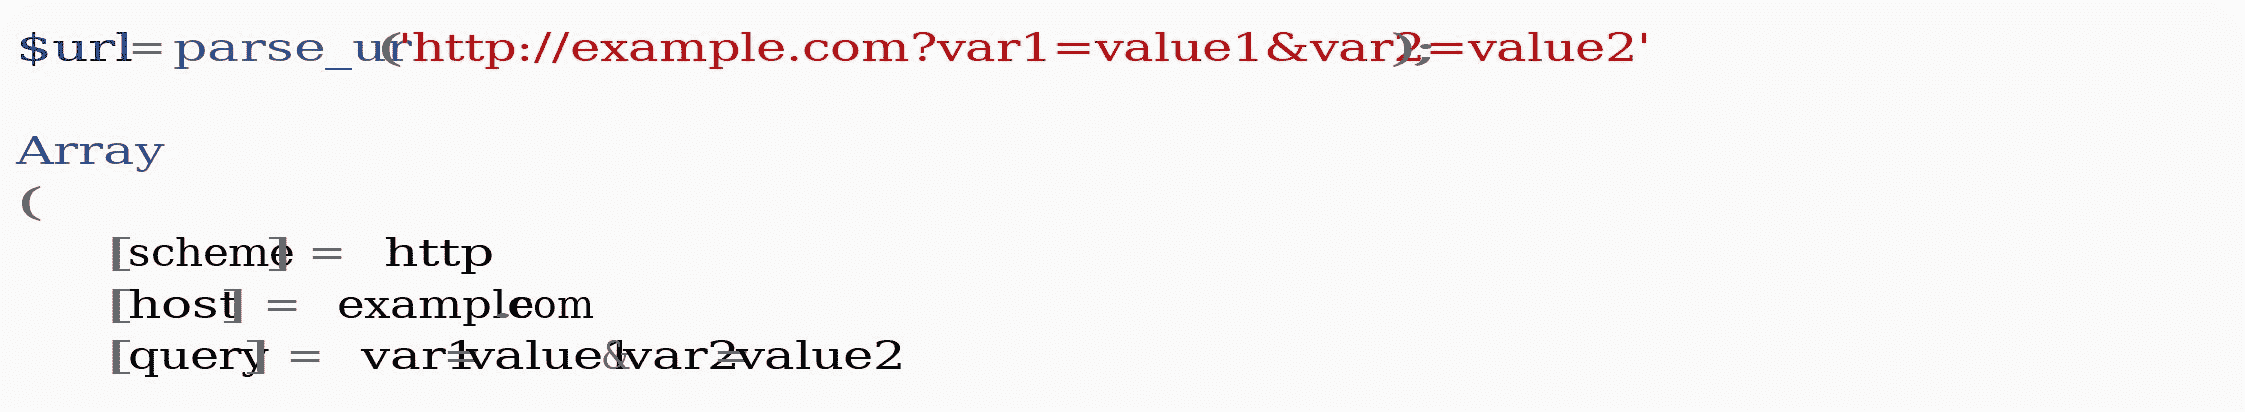 $url = parse_url('http://example.com?var1=value1&var2=value2');
Array
(
[scheme] = http
[host] = example.com
[query] = var1=value1&var2=value2